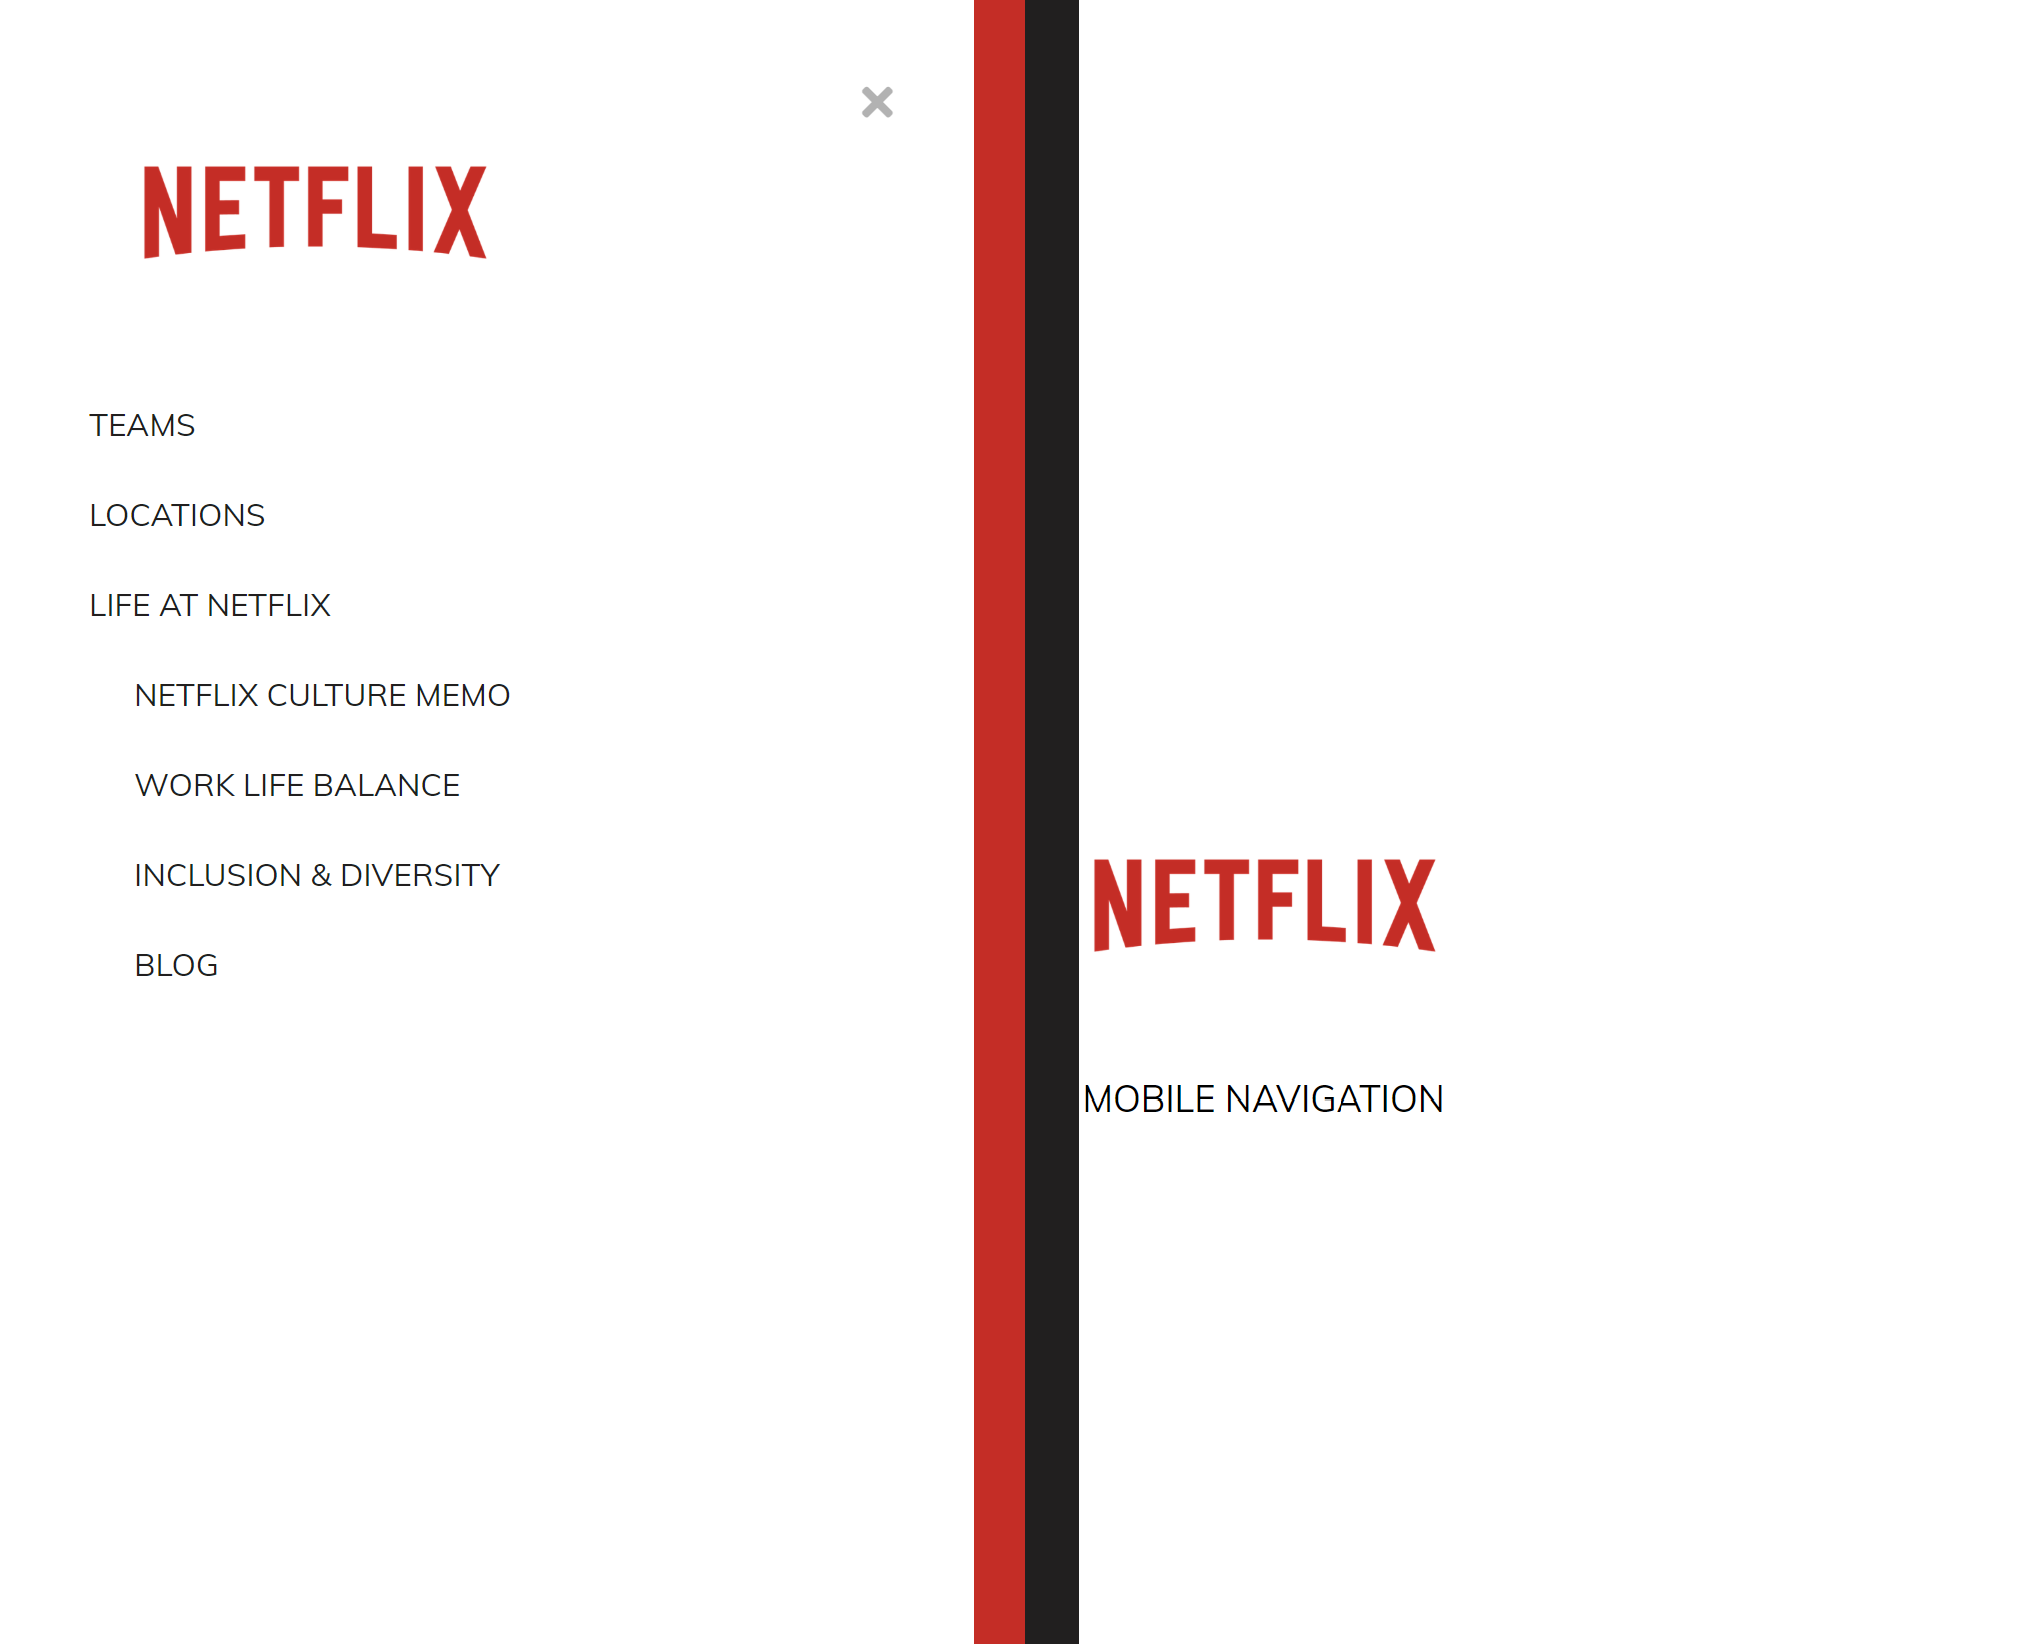 NETFLIX
TEAMS
LOCATIONS
LIFE AT NETFLIX
NETFLIX CULTURE MEMO
WORK LIFE BALANCE
INCLUSION & DIVERSITY
BLOG
NETFLIX
MOBILE NAVIGATION